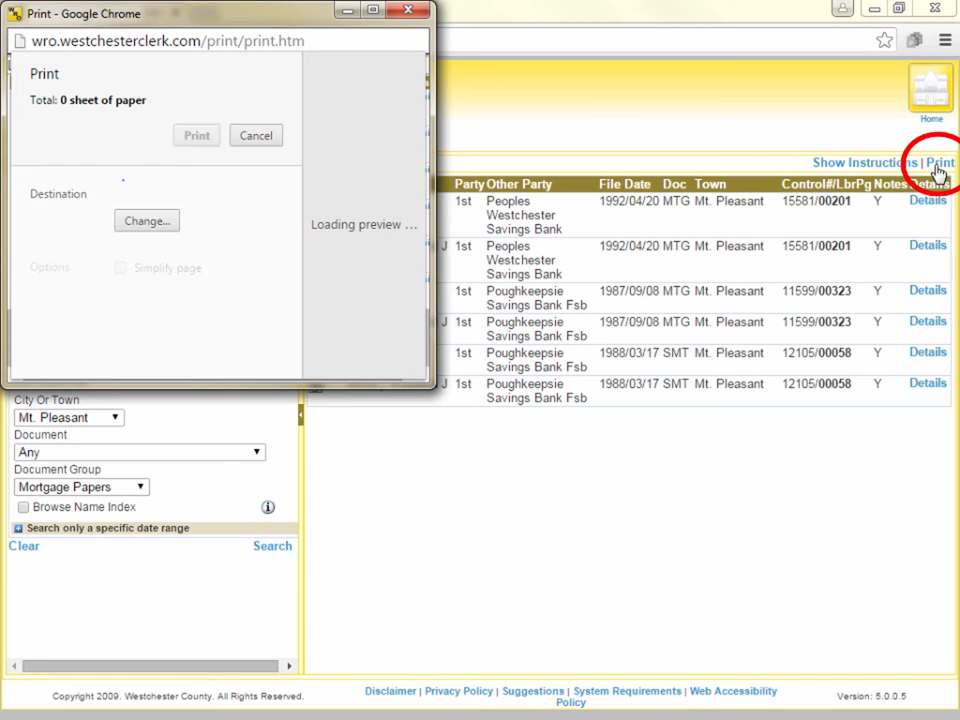 Print - Google Chrome
wro.westchesterclerk.com/print/print.htm
Print
Total: 0 sheet of paper
Print Cancel
Destination
Change...
Options Simplify page
Loading preview ...
Home
Show Instructions | Print
Party Other Party File Date Doc Town Control#/LbrPg Notes Details
1st Peoples 1992/04/20 MTG Mt. Pleasant 15581/00201 Y Details
Westchester
Savings Bank
J 1st Peoples 1992/04/20 MTG Mt. Pleasant 15581/00201 Y Details
Westchester
Savings Bank
1st Poughkeepsie 1987/09/08 MTG Mt. Pleasant 11599/00323 Y Details
Savings Bank Fsb
J 1st Poughkeepsie 1987/09/08 MTG Mt. Pleasant 11599/00323 Y Details
Savings Bank Fsb
1st Poughkeepsie 1988/03/17 SMT Mt. Pleasant 12105/00058 Y Details
Savings Bank Fsb
J 1st Poughkeepsie 1988/03/17 SMT Mt. Pleasant 12105/00058 Y Details
Savings Bank Fsb
City Or Town
Mt. Pleasant
Document
Any
Document Group
Mortgage Papers
Browse Name Index
Search only a specific date range
Clear Search
Copyright 2009. Westchester County. All Rights Reserved.
Disclaimer | Privacy Policy | Suggestions | System Requirements | Web Accessibility
Policy
Version: 5.0.0.5